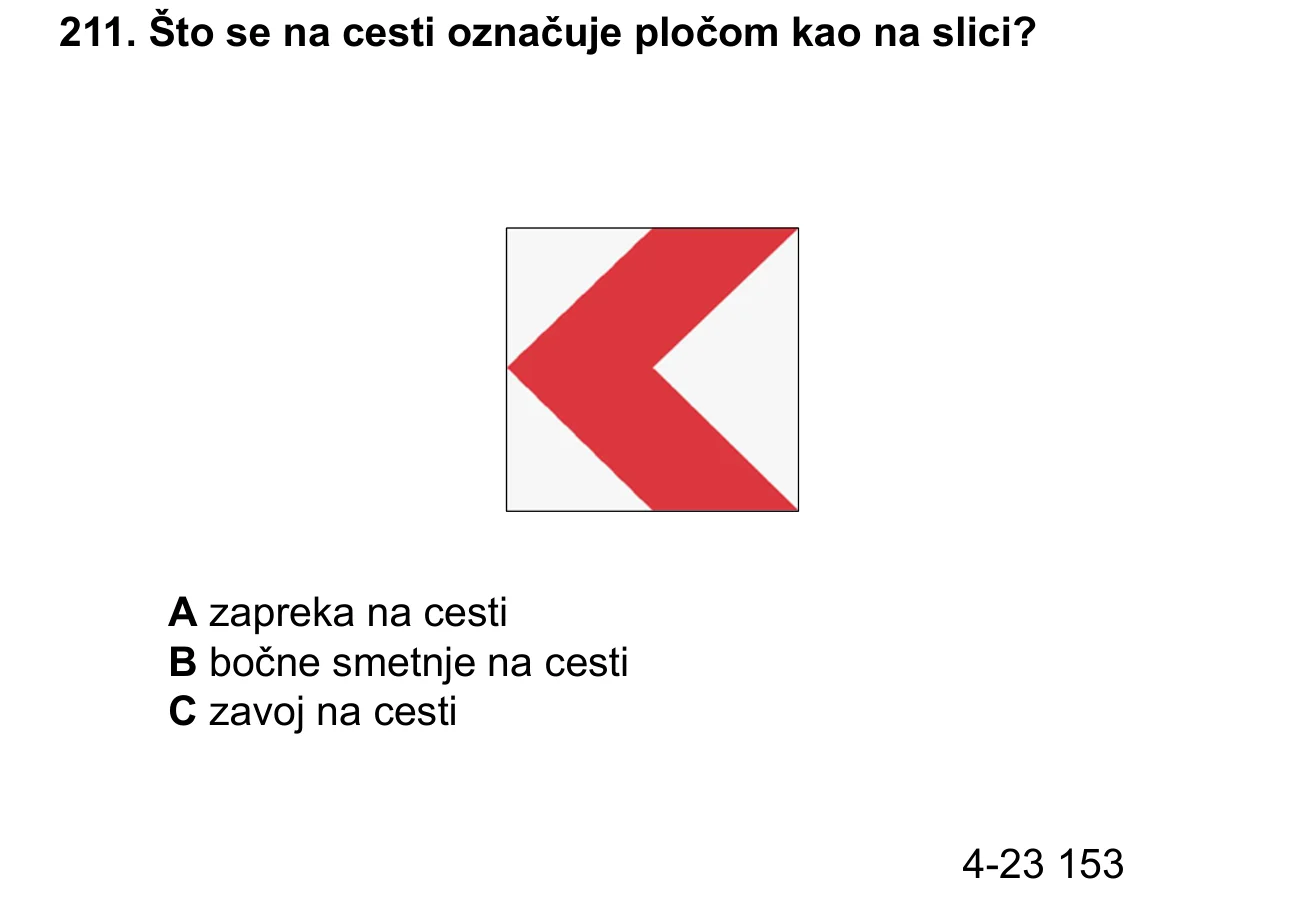 211. Što se na cesti označuje pločom kao na slici?
A zapreka na cesti
B bočne smetnje na cesti
C zavoj na cesti
4-23 153